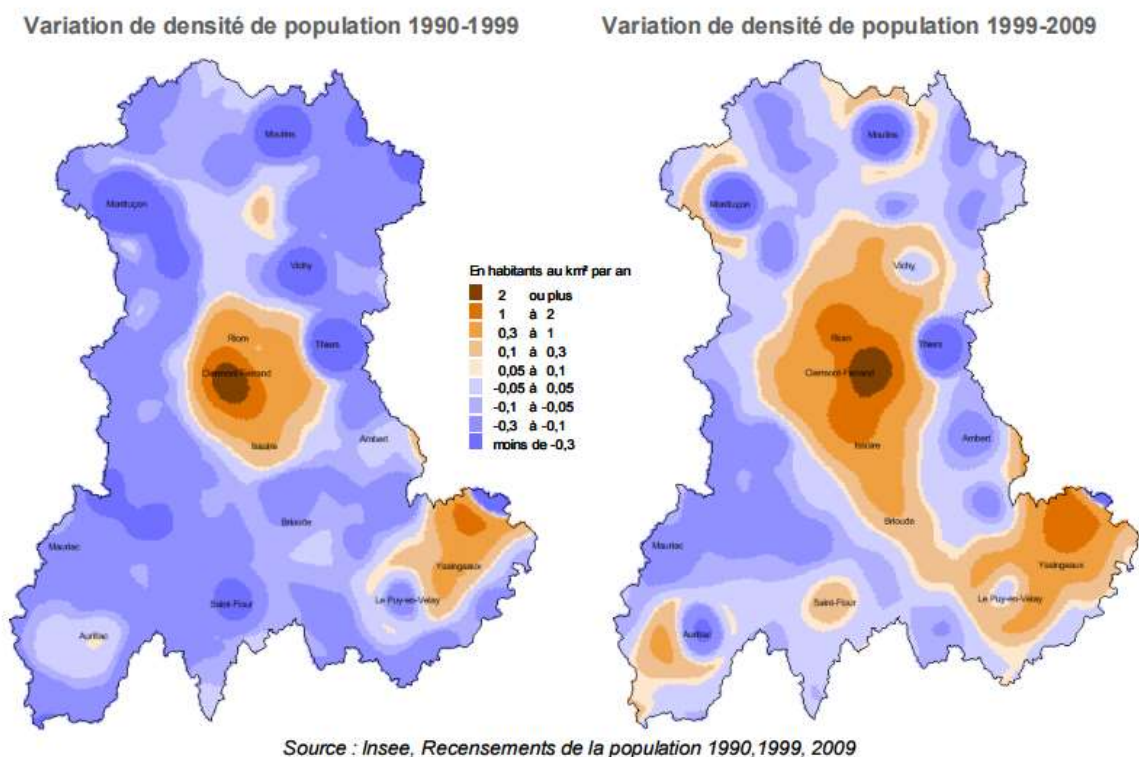 Variation de densité de population 1990-1999
Variation de densité de population 1999-2009
Moulins
Montluçon
Vichy
Riom
Thiers
Clermont-Ferrand
Issoire
Ambert
Brioude
Mauriac
Yssingeaux
Le Puy-en-Velay
Saint-Flour
Aurillac
En habitants au km² par an
2 ou plus
1 à 2
0,3 à 1
0,1 à 0,3
0,05 à 0,1
-0,05 à 0,05
-0,1 à -0,05
-0,3 à -0,1
moins de -0,3
Moulins
Montluçon
Vichy
Riom
Thiers
Clermont-Ferrand
Issoire
Ambert
Brioude
Mauriac
Yssingeaux
Le Puy-en-Velay
Saint-Flour
Aurillac
Source : Insee, Recensements de la population 1990,1999, 2009